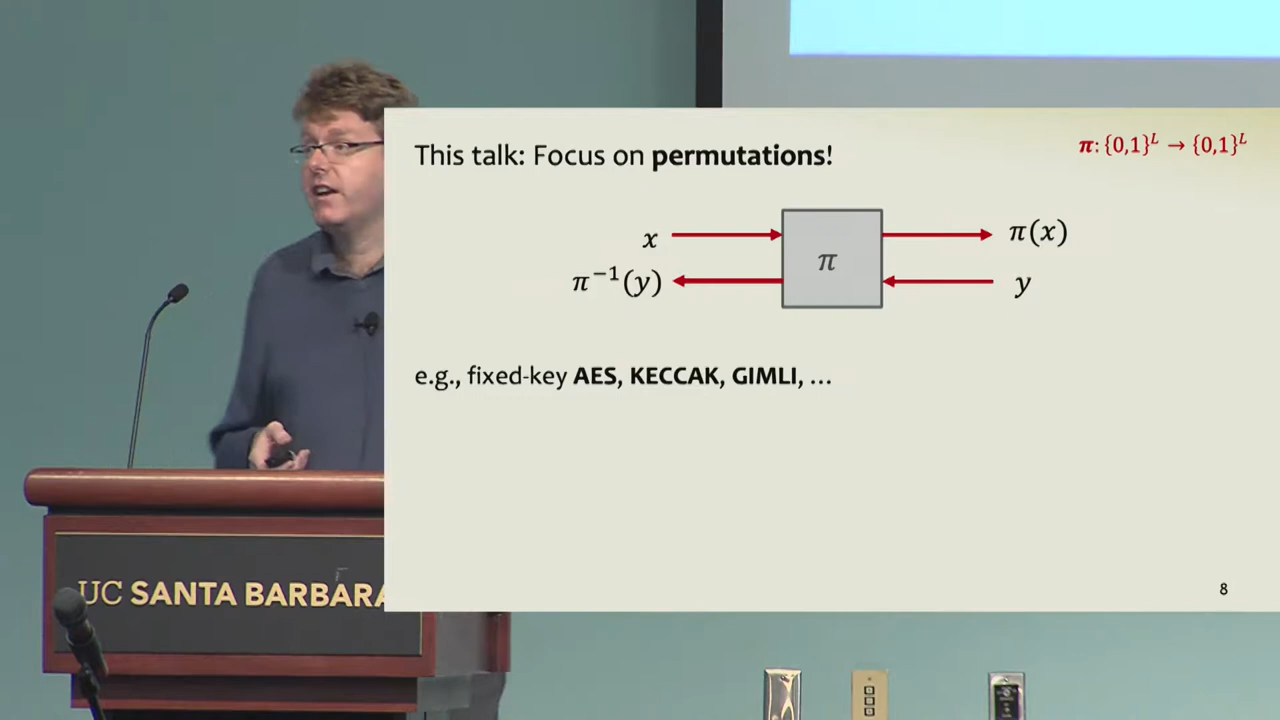 This talk: Focus on permutations!
π: {0,1}ᴸ → {0,1}ᴸ
x
π(x)
π
π⁻¹(y)
y
e.g., fixed-key AES, KECCAK, GIMLI, …
UC SANTA BARBARA
8